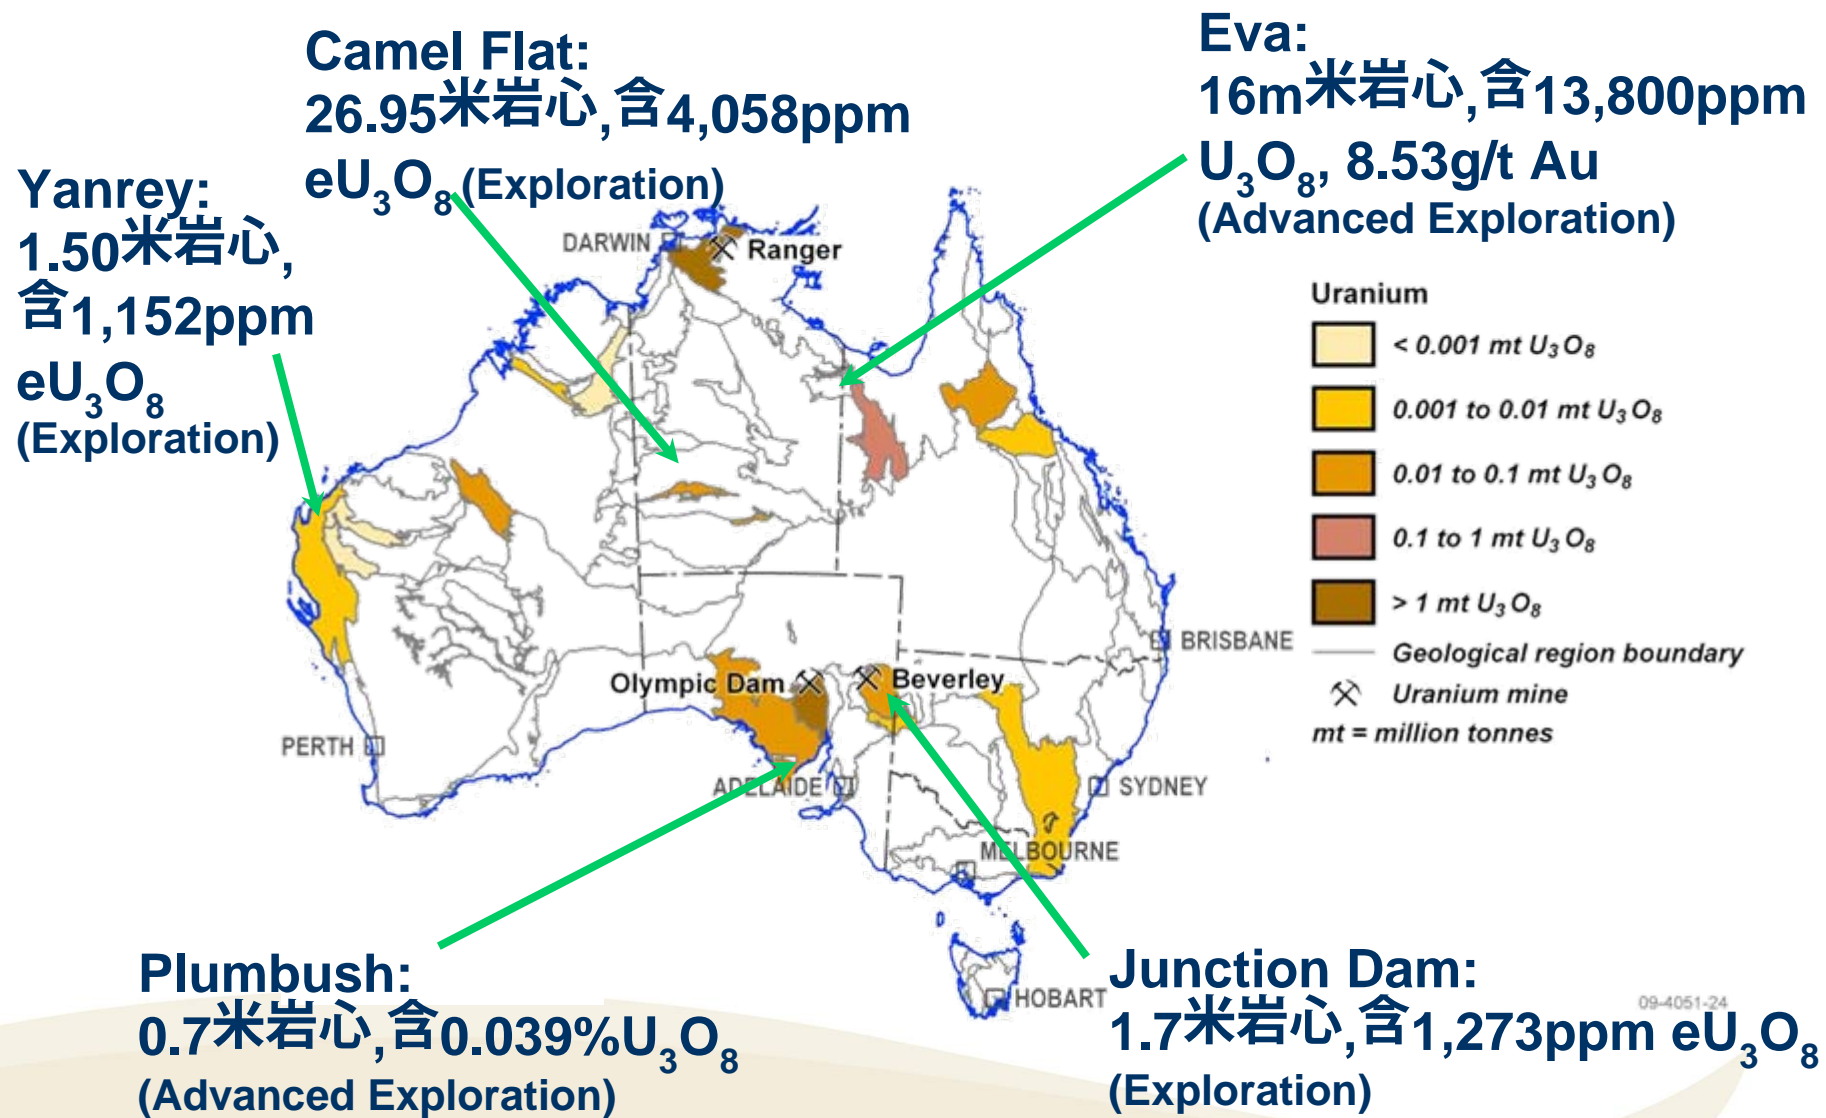 Camel Flat:
26.95米岩心,含4,058ppm
eU₃O₈ (Exploration)
Eva:
16m米岩心,含13,800ppm
U₃O₈, 8.53g/t Au
(Advanced Exploration)
Yanrey:
1.50米岩心,
含1,152ppm
eU₃O₈
(Exploration)
DARWIN
Ranger
Uranium
< 0.001 mt U₃O₈
0.001 to 0.01 mt U₃O₈
0.01 to 0.1 mt U₃O₈
0.1 to 1 mt U₃O₈
> 1 mt U₃O₈
Geological region boundary
Uranium mine
mt = million tonnes
BRISBANE
Olympic Dam
Beverley
PERTH
ADELAIDE
SYDNEY
MELBOURNE
HOBART
09-4051-24
Plumbush:
0.7米岩心,含0.039%U₃O₈
(Advanced Exploration)
Junction Dam:
1.7米岩心,含1,273ppm eU₃O₈
(Exploration)